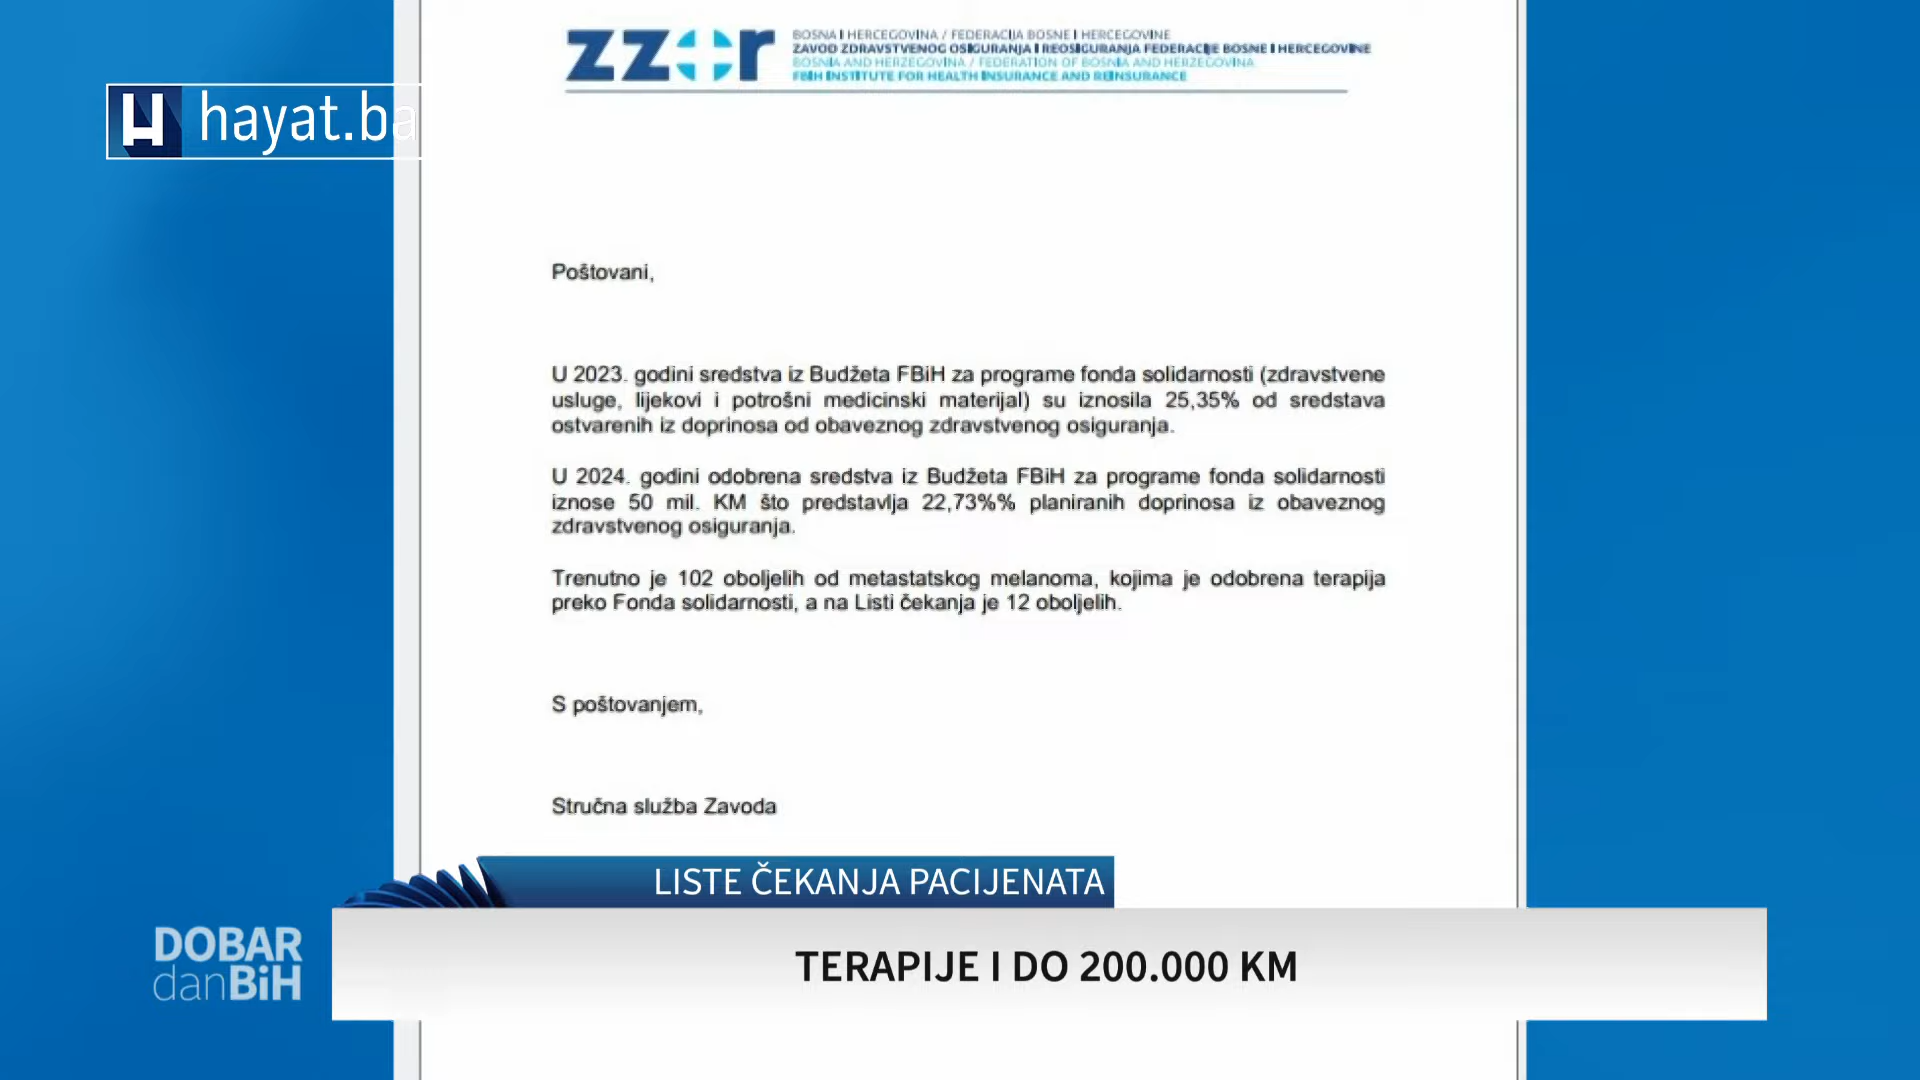 zzor
BOSNA I HERCEGOVINA / FEDERACIJA BOSNE I HERCEGOVINE
ZAVOD ZDRAVSTVENOG OSIGURANJA I REOSIGURANJA FEDERACIJE BOSNE I HERCEGOVINE
BOSNIA AND HERZEGOVINA / FEDERATION OF BOSNIA AND HERZEGOVINA
FBIH INSTITUTE FOR HEALTH INSURANCE AND REINSURANCE
hayat.ba
Poštovani,
U 2023. godini sredstva iz Budžeta FBiH za programe fonda solidarnosti (zdravstvene
usluge, lijekovi i potrošni medicinski materijal) su iznosila 25,35% od sredstava
ostvarenih iz doprinosa od obaveznog zdravstvenog osiguranja.
U 2024. godini odobrena sredstva iz Budžeta FBiH za programe fonda solidarnosti
iznose 50 mil. KM što predstavlja 22,73%% planiranih doprinosa iz obaveznog
zdravstvenog osiguranja.
Trenutno je 102 oboljelih od metastatskog melanoma, kojima je odobrena terapija
preko Fonda solidarnosti, a na Listi čekanja je 12 oboljelih.
S poštovanjem,
Stručna služba Zavoda
LISTE ČEKANJA PACIJENATA
TERAPIJE I DO 200.000 KM
DOBAR
danBiH